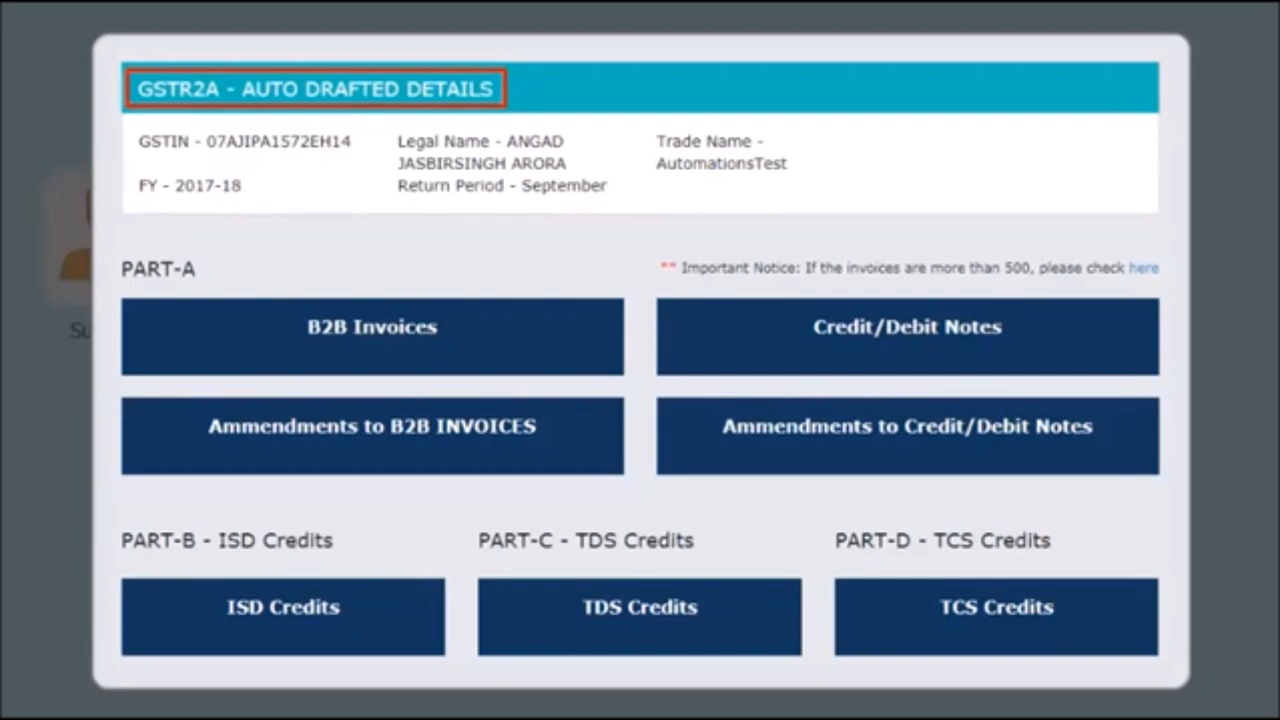 GSTR2A - AUTO DRAFTED DETAILS
GSTIN - 07AJIPA1572EH14
Legal Name - ANGAD
JASBIRSINGH ARORA
Trade Name -
AutomationsTest
FY - 2017-18
Return Period - September
PART-A
** Important Notice: If the invoices are more than 500, please check here
B2B Invoices
Credit/Debit Notes
Ammendments to B2B INVOICES
Ammendments to Credit/Debit Notes
PART-B - ISD Credits
PART-C - TDS Credits
PART-D - TCS Credits
ISD Credits
TDS Credits
TCS Credits